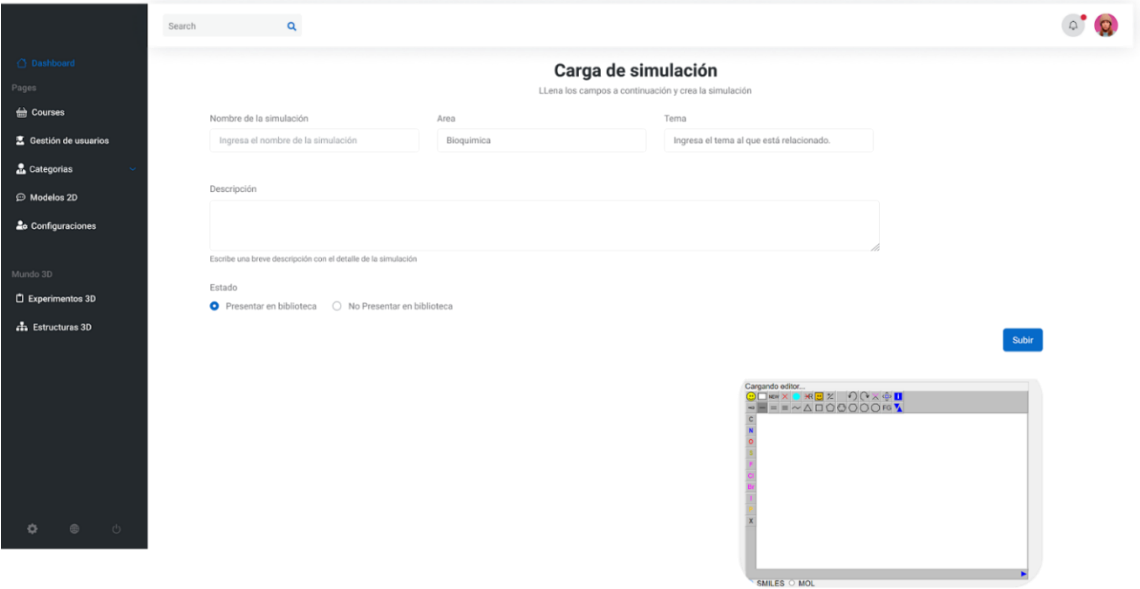 Search
Dashboard
Pages
Courses
Gestión de usuarios
Categorias
Modelos 2D
Configuraciones
Mundo 3D
Experimentos 3D
Estructuras 3D
Carga de simulación
LLena los campos a continuación y crea la simulación
Nombre de la simulación
Area
Tema
Ingresa el nombre de la simulación
Bioquimica
Ingresa el tema al que está relacionado.
Descripción
Escribe una breve descripción con el detalle de la simulación
Estado
Presentar en biblioteca
No Presentar en biblioteca
Subir
Cargando editor...
NEW
FG
C
N
O
S
F
Cl
Br
I
X
SMILES
MOL